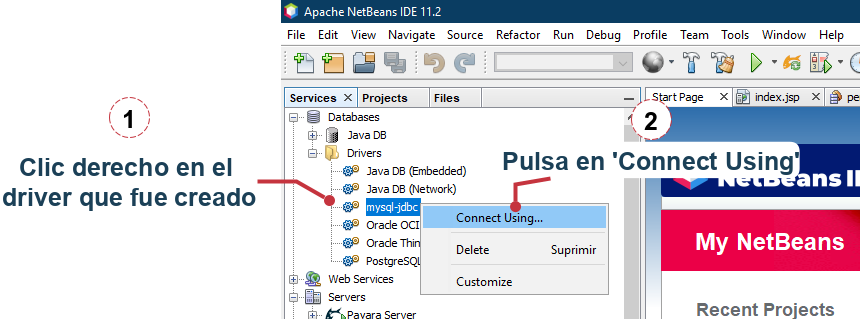 Apache NetBeans IDE 11.2
File Edit View Navigate Source Refactor Run Debug Profile Team Tools Window Help
Services Projects Files
Start Page index.jsp pe
Databases
Java DB
Drivers
Java DB (Embedded)
Java DB (Network)
mysql-jdbc
Oracle OCI
Oracle Thin
PostgreSQL
Web Services
Servers
Payara Server
1
Clic derecho en el
driver que fue creado
2
Pulsa en 'Connect Using'
Connect Using...
Delete Suprimir
Customize
NetBeans I
My NetBeans
Recent Projects